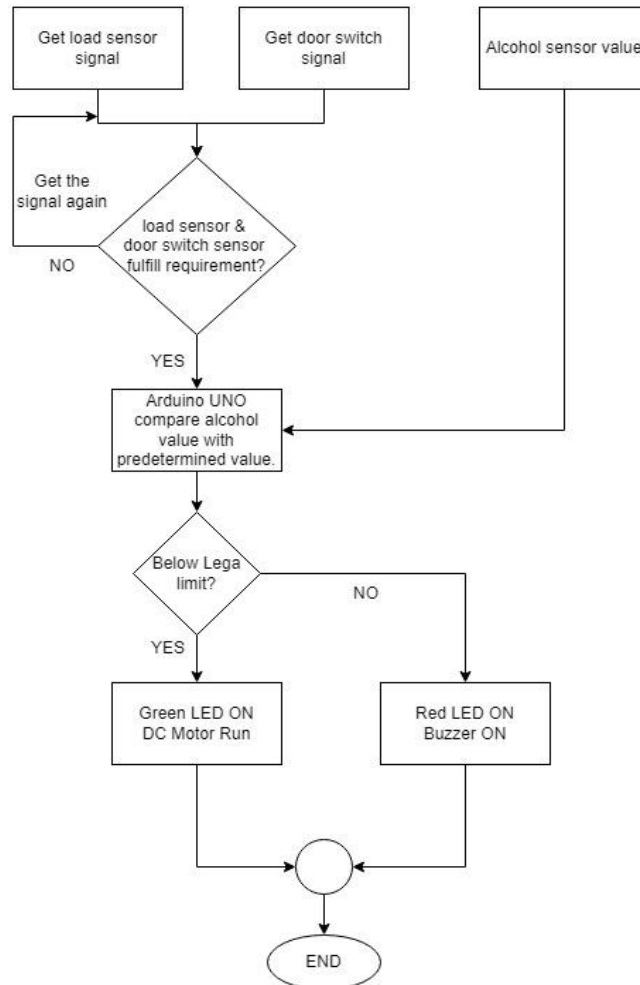 Get load sensor
signal
Get door switch
signal
Alcohol sensor value
Get the
signal again
load sensor &
door switch sensor
fulfill requirement?
NO
YES
Arduino UNO
compare alcohol
value with
predetermined value.
Below Lega
limit?
NO
YES
Green LED ON
DC Motor Run
Red LED ON
Buzzer ON
END